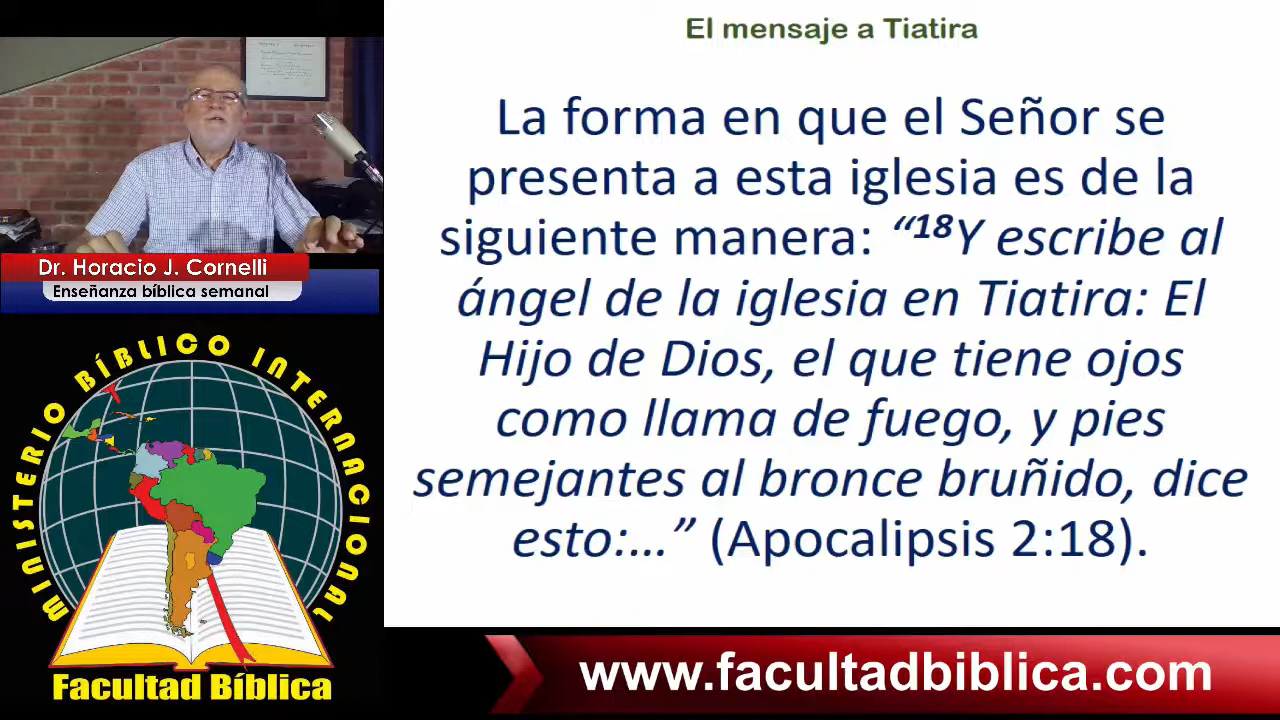 El mensaje a Tiatira
La forma en que el Señor se
presenta a esta iglesia es de la
siguiente manera: “¹⁸Y escribe al
ángel de la iglesia en Tiatira: El
Hijo de Dios, el que tiene ojos
como llama de fuego, y pies
semejantes al bronce bruñido, dice
esto:…” (Apocalipsis 2:18).
Dr. Horacio J. Cornelli
Enseñanza bíblica semanal
MINISTERIO BÍBLICO INTERNACIONAL
Facultad Bíblica
www.facultadbiblica.com